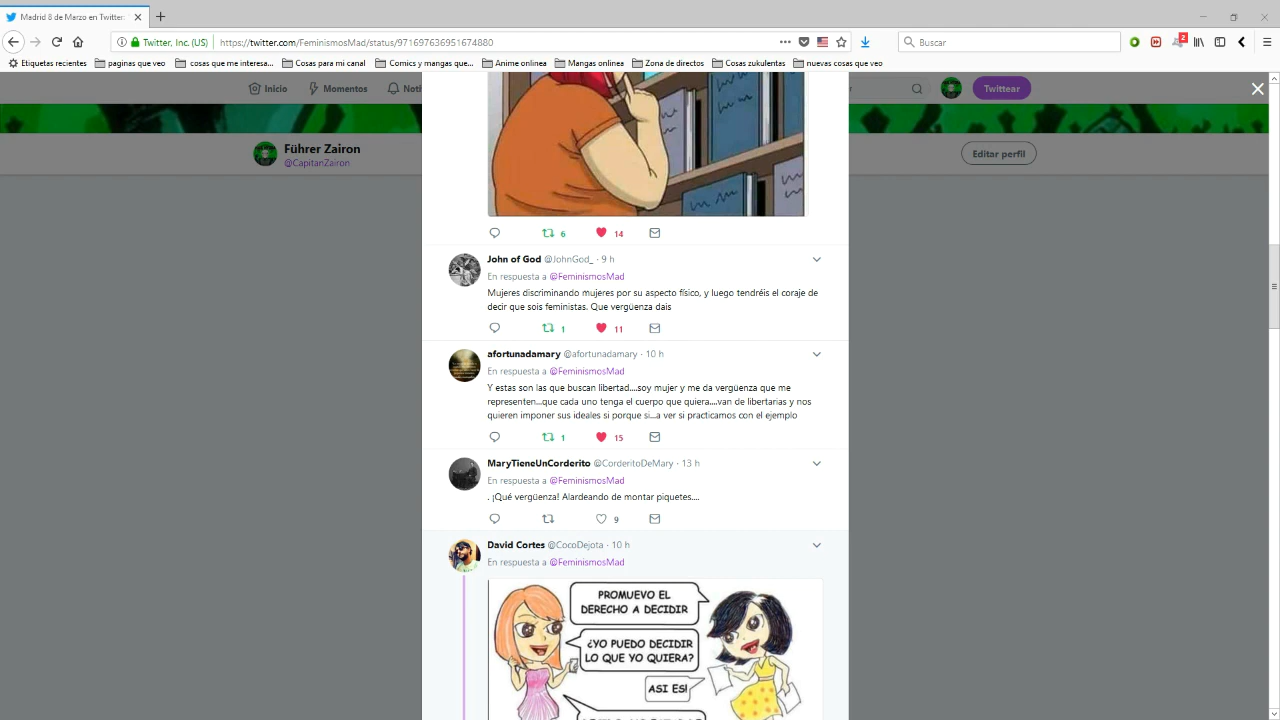 Madrid 8 de Marzo en Twitter:
Twitter, Inc. (US)
https://twitter.com/FeminismosMad/status/971697636951674880
Buscar
2
Etiquetas recientes
paginas que veo
cosas que me interesa...
Cosas para mi canal
Comics y mangas que...
Anime onlinea
Mangas onlinea
Zona de directos
Cosas zukulentas
nuevas cosas que veo
Inicio
Momentos
Noti
r
Twittear
Führer Zairon
@CapitanZairon
Editar perfil
6
14
John of God @JohnGod_ · 9 h
En respuesta a @FeminismosMad
Mujeres discriminando mujeres por su aspecto físico, y luego tendréis el coraje de
decir que sois feministas. Que vergüenza dais
1
11
afortunadamary @afortunadamary · 10 h
En respuesta a @FeminismosMad
Y estas son las que buscan libertad....soy mujer y me da vergüenza que me
representen...que cada uno tenga el cuerpo que quiera....van de libertarias y nos
quieren imponer sus ideales si porque si...a ver si practicamos con el ejemplo
1
15
MaryTieneUnCorderito @CorderitoDeMary · 13 h
En respuesta a @FeminismosMad
. ¡Qué vergüenza! Alardeando de montar piquetes....
9
David Cortes @CocoDejota · 10 h
En respuesta a @FeminismosMad
PROMUEVO EL
DERECHO A DECIDIR
¿YO PUEDO DECIDIR
LO QUE YO QUIERA?
ASI ES!